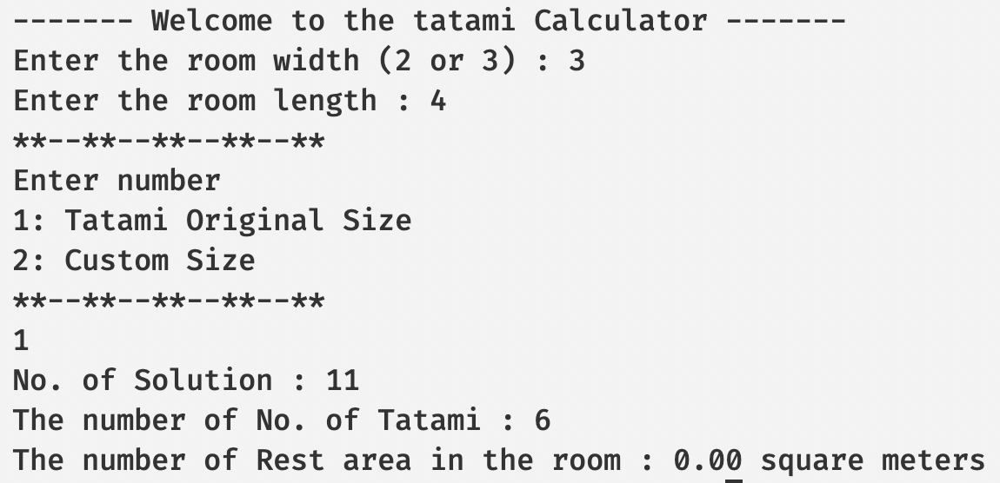 ------- Welcome to the tatami Calculator -------
Enter the room width (2 or 3) : 3
Enter the room length : 4
**--**--**--**--**
Enter number
1: Tatami Original Size
2: Custom Size
**--**--**--**--**
1
No. of Solution : 11
The number of No. of Tatami : 6
The number of Rest area in the room : 0.00 square meters